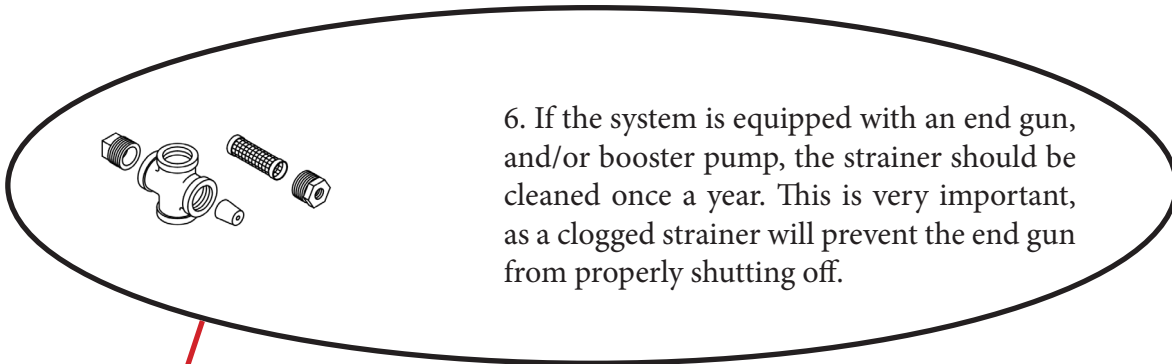 6. If the system is equipped with an end gun,
and/or booster pump, the strainer should be
cleaned once a year. This is very important,
as a clogged strainer will prevent the end gun
from properly shutting off.